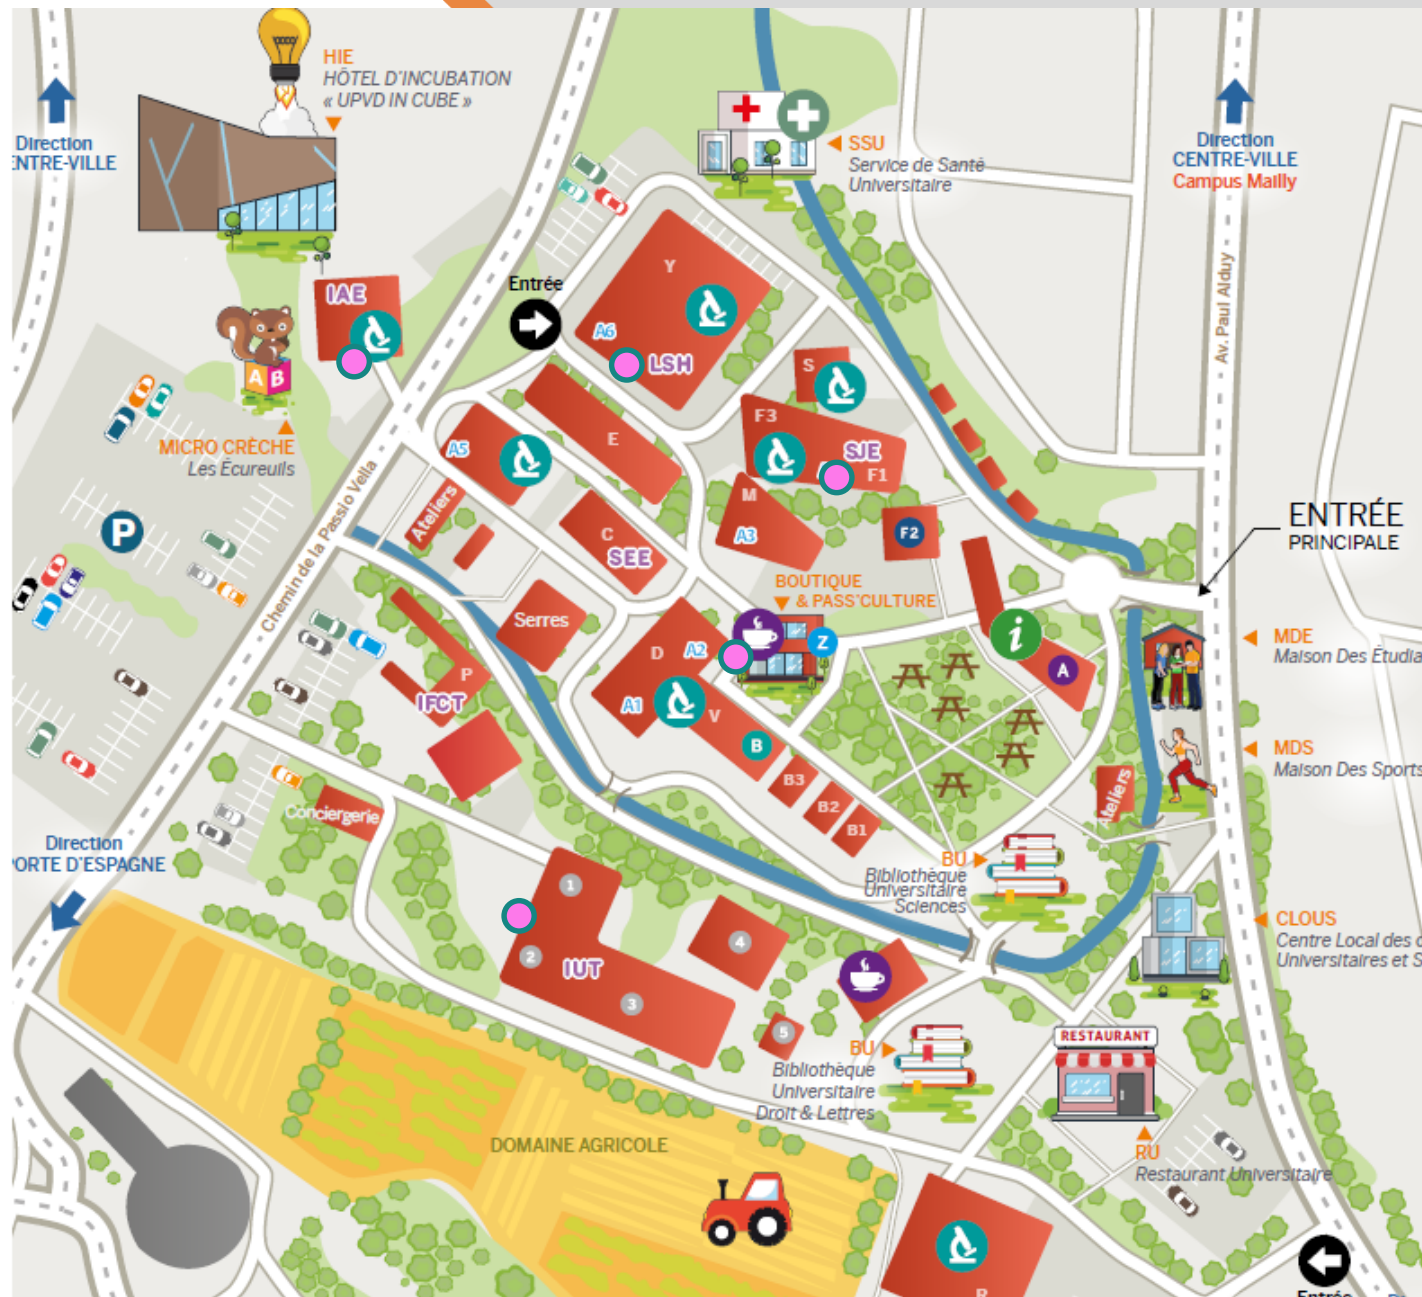 HIE
HÔTEL D'INCUBATION
« UPVD IN CUBE »
Direction
ENTRE-VILLE
SSU
Service de Santé
Universitaire
Direction
CENTRE-VILLE
Campus Mailly
Av. Paul Alduy
IAE
Entrée
Y
A6
LSH
A B
MICRO CRÈCHE
Les Écureuils
S
F3
SJE
F1
E
A5
Ateliers
Chemin de la Passio Vella
P
C
SEE
M
A3
F2
ENTRÉE
PRINCIPALE
BOUTIQUE
& PASS'CULTURE
Z
i
A
Serres
D
A2
A1
V
B
B3
B2
B1
P
IFCT
MDE
Maison Des Étudia
MDS
Maison Des Sports
Ateliers
Conciergerie
Direction
PORTE D'ESPAGNE
BU
Bibliothèque
Universitaire
Sciences
CLOUS
Centre Local des
Universitaires et S
1
2
IUT
3
4
5
BU
Bibliothèque
Universitaire
Droit & Lettres
RESTAURANT
RU
Restaurant Universitaire
DOMAINE AGRICOLE
R
Entrée